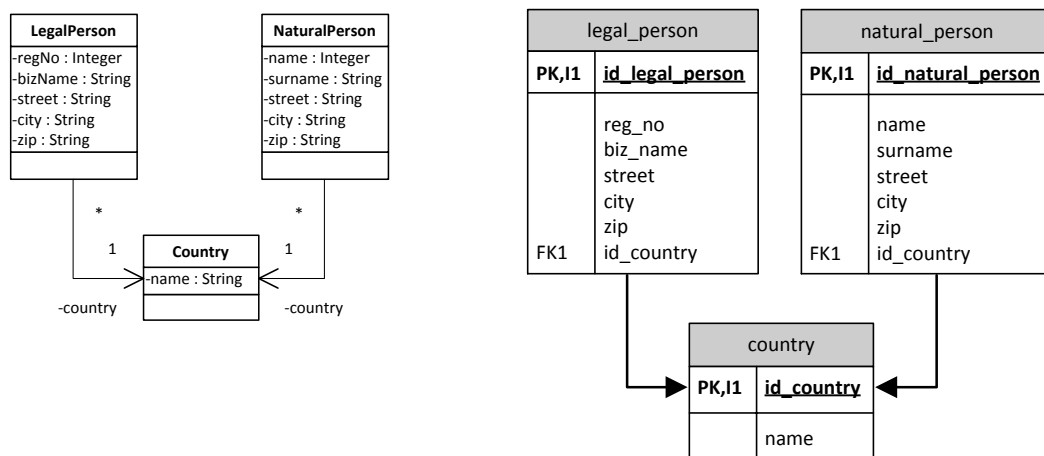 LegalPerson
-regNo : Integer
-bizName : String
-street : String
-city : String
-zip : String
NaturalPerson
-name : Integer
-surname : String
-street : String
-city : String
-zip : String
*
*
1
1
Country
-name : String
-country
-country
legal_person
PK,I1 id_legal_person
reg_no
biz_name
street
city
zip
FK1 id_country
natural_person
PK,I1 id_natural_person
name
surname
street
city
zip
FK1 id_country
country
PK,I1 id_country
name